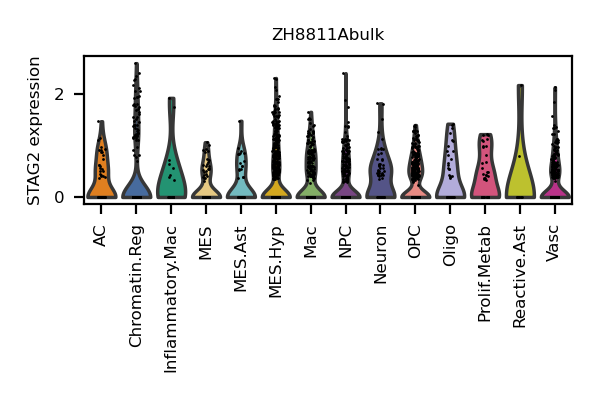 ZH8811Abulk
STAG2 expression
2
0
AC
Chromatin.Reg
Inflammatory.Mac
MES
MES.Ast
MES.Hyp
Mac
NPC
Neuron
OPC
Oligo
Prolif.Metab
Reactive.Ast
Vasc